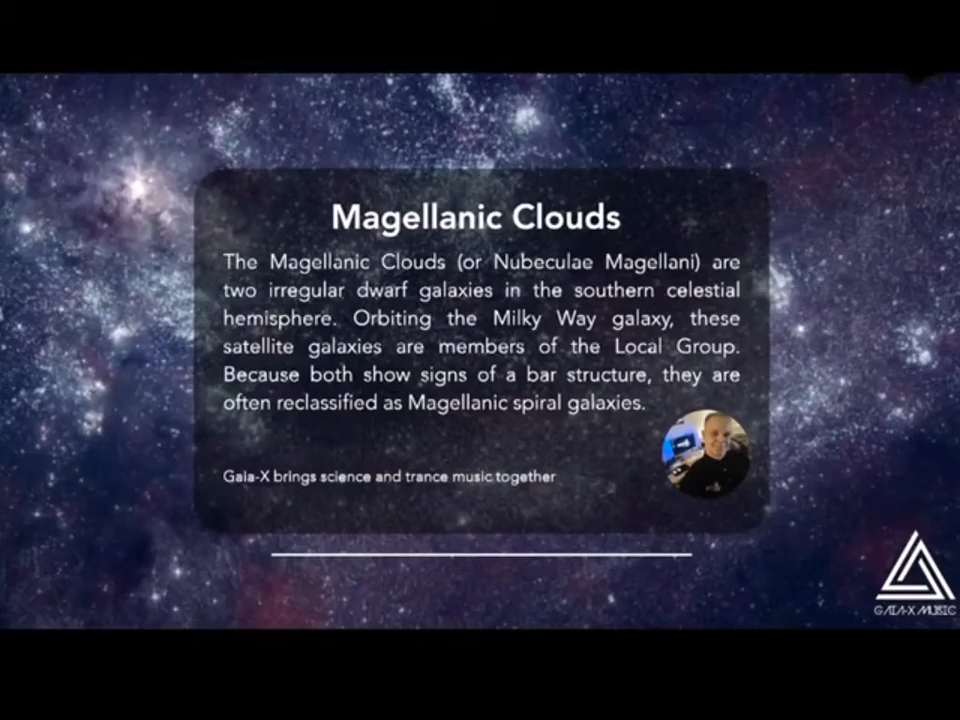 Magellanic Clouds
The Magellanic Clouds (or Nubeculae Magellani) are
two irregular dwarf galaxies in the southern celestial
hemisphere. Orbiting the Milky Way galaxy, these
satellite galaxies are members of the Local Group.
Because both show signs of a bar structure, they are
often reclassified as Magellanic spiral galaxies.
Gaia-X brings science and trance music together
GAIA-X MUSIC